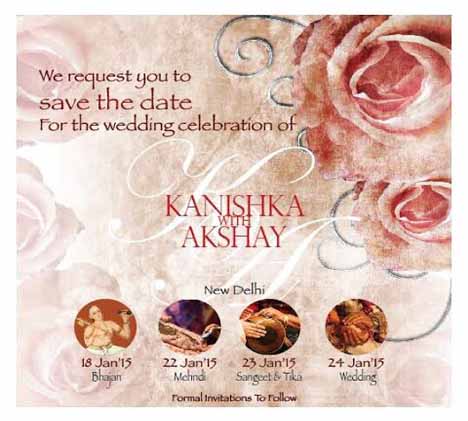 We request you to
save the date
For the wedding celebration of
KA
KANISHKA
WITH
AKSHAY
New Delhi
18 Jan'15 22 Jan'15 23 Jan'15 24 Jan'15
Bhajan Mehndi Sangeet & Tika Wedding
Formal Invitations To Follow